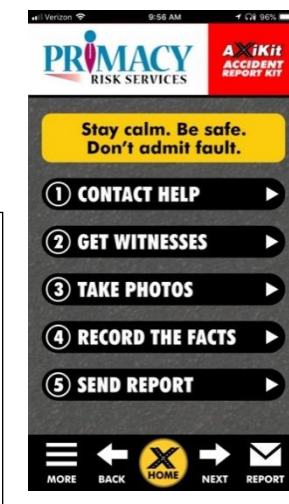 Verizon 9:56 AM 96%
PRIMACY
RISK SERVICES
AXiKit
ACCIDENT
REPORT KIT
Stay calm. Be safe.
Don't admit fault.
1 CONTACT HELP
2 GET WITNESSES
3 TAKE PHOTOS
4 RECORD THE FACTS
5 SEND REPORT
MORE BACK X HOME NEXT REPORT